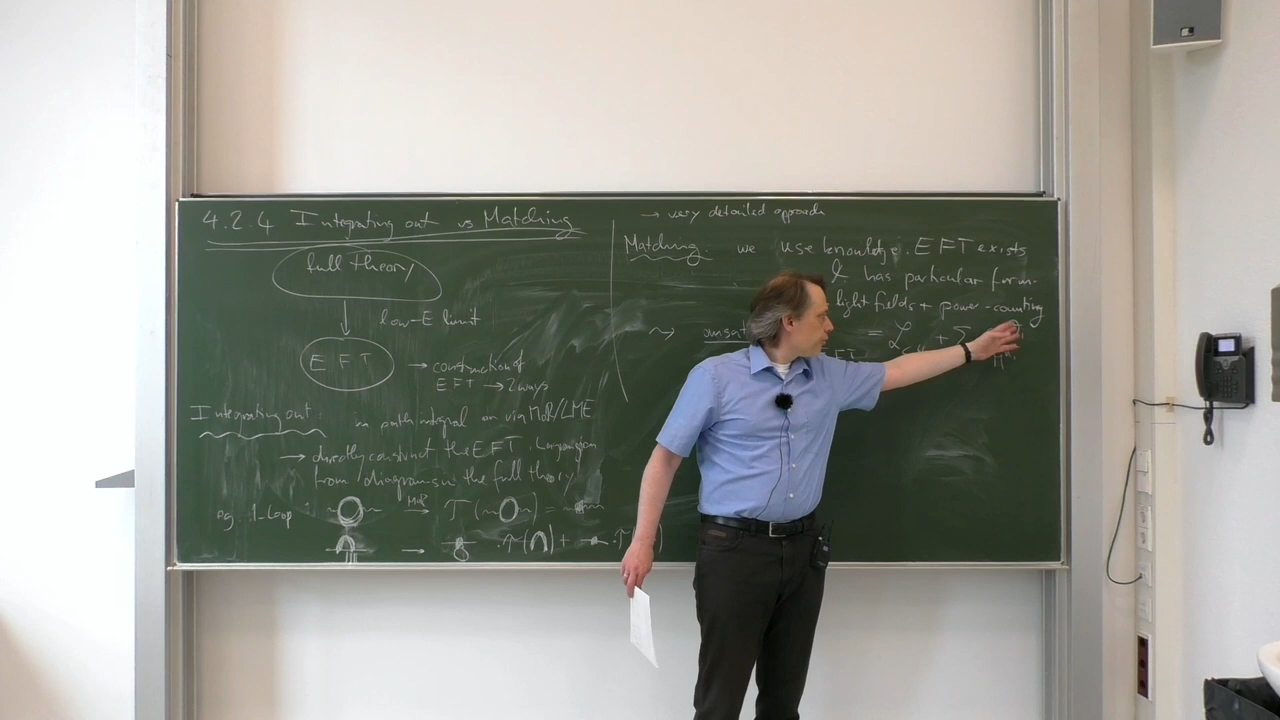 4.2.4 Integrating out vs Matching
full theory
low-E limit
EFT
→ construction of
EFT → 2 ways
Integrating out: in path integral or via MoR/LME
→ directly construct the EFT Lagrangian
from diagrams in the full theory
eg. 1-Loop:
MoR
→ T( ) =
→ · T( ) + · T( )
→ very detailed approach
Matching: we use knowledge: EFT exists
& has particular form.
light fields + power-counting
⇝ ansatz
= ℒ + Σ